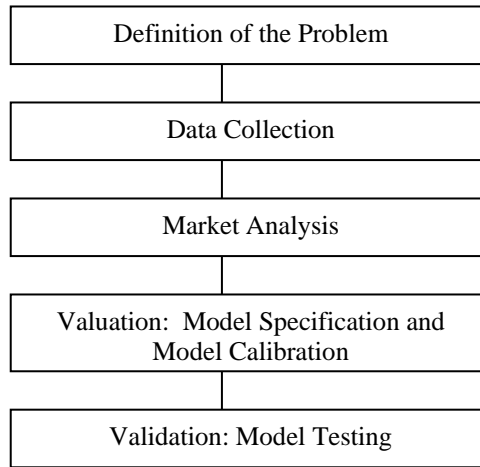 Definition of the Problem
Data Collection
Market Analysis
Valuation: Model Specification and
Model Calibration
Validation: Model Testing